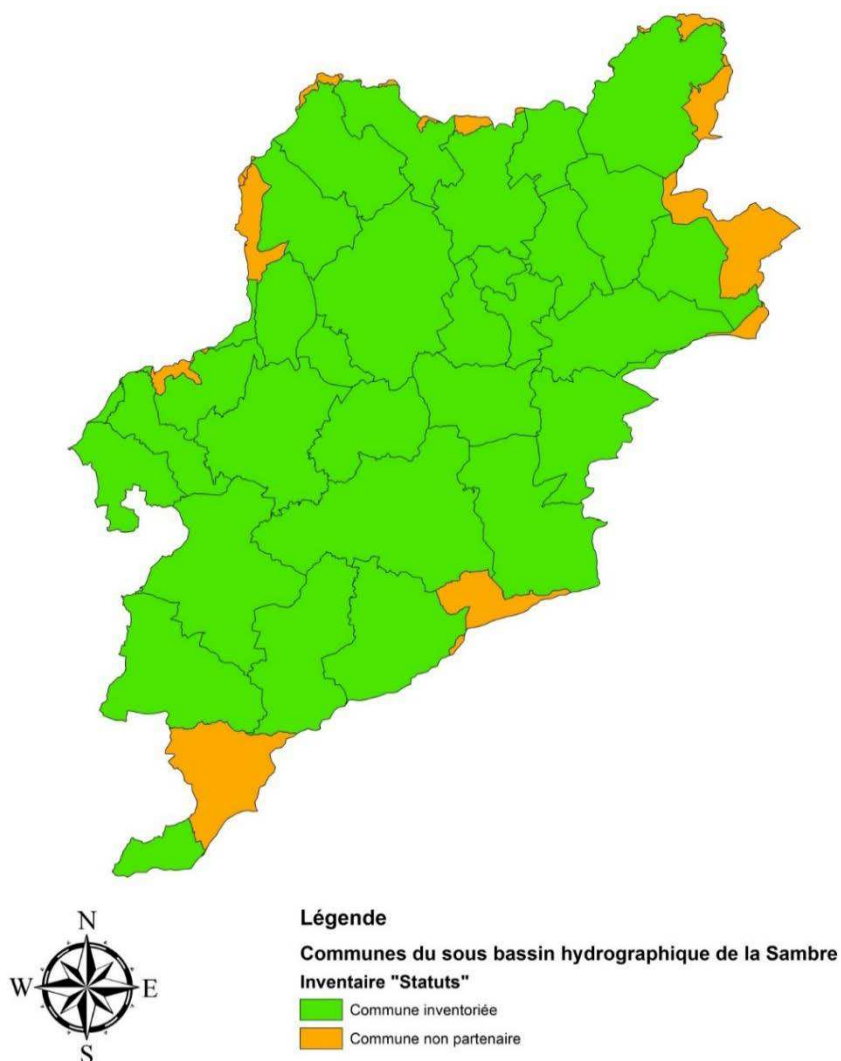 N
W E
S
Légende
Communes du sous bassin hydrographique de la Sambre
Inventaire "Statuts"
Commune inventoriée
Commune non partenaire